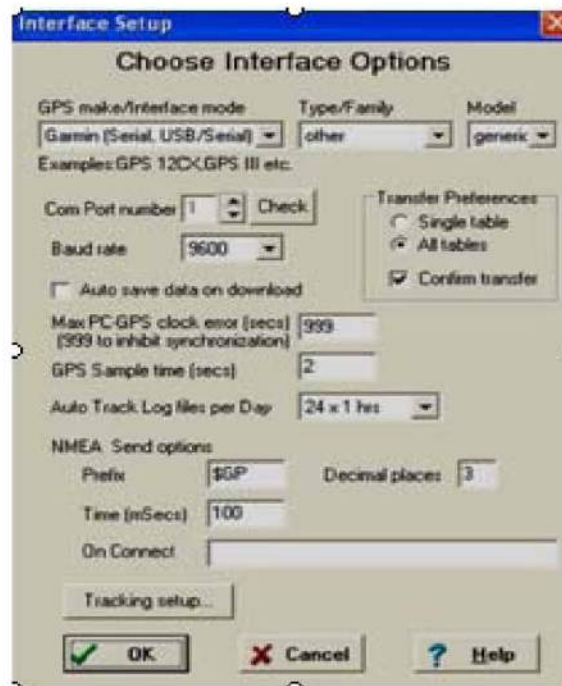 Interface Setup
Choose Interface Options
GPS make/Interface mode Type/Family Model
Garmin (Serial, USB/Serial) other generic
Examples:GPS 12CX,GPS III etc.
Com Port number 1 Check
Transfer Preferences
Single table
All tables
Confirm transfer
Baud rate 9600
Auto save data on download
Max PC-GPS clock error (secs) 999
(999 to inhibit synchronization)
GPS Sample time (secs) 2
Auto Track Log files per Day 24 x 1 hrs
NMEA Send options
Prefix $GP Decimal places 3
Time (mSecs) 100
On Connect
Tracking setup...
OK Cancel Help